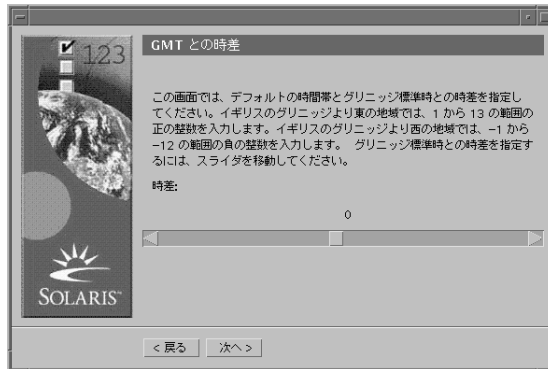 123
GMT との時差
この画面では、デフォルトの時間帯とグリニッジ標準時との時差を指定し
てください。イギリスのグリニッジより東の地域では、1 から 13 の範囲の
正の整数を入力します。イギリスのグリニッジより西の地域では、-1 から
-12 の範囲の負の整数を入力します。 グリニッジ標準時との時差を指定す
るには、スライダを移動してください。
時差:
0
SOLARIS™
< 戻る
次へ >